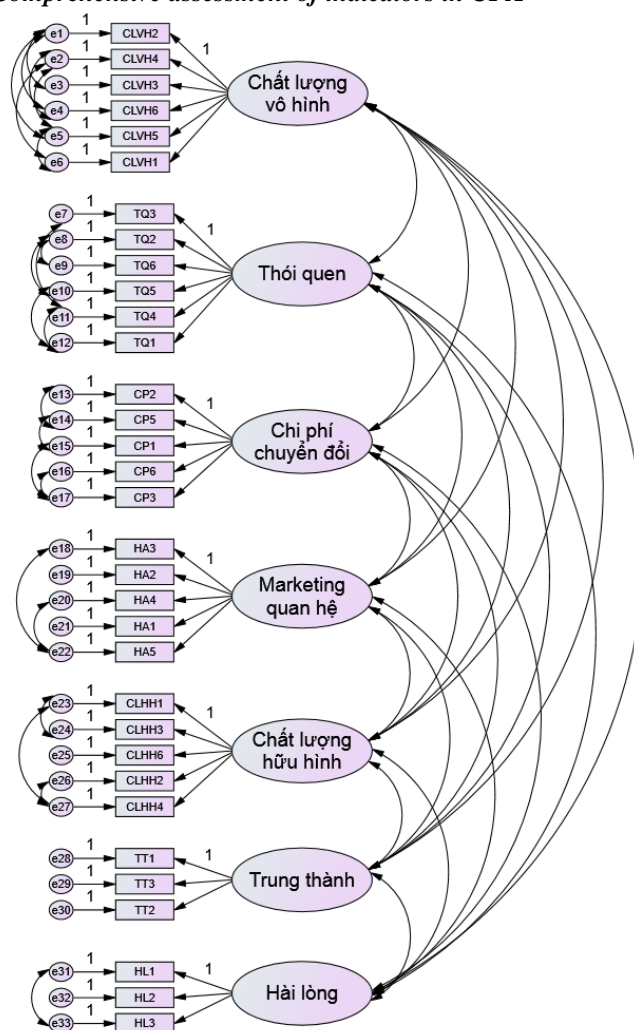 Comprehensive assessment of indicators in CFA
e1 1 CLVH2
e2 1 CLVH4
e3 1 CLVH3
e4 1 CLVH6
e5 1 CLVH5
e6 1 CLVH1
1
Chất lượng
vô hình
e7 1 TQ3
e8 1 TQ2
e9 1 TQ6
e10 1 TQ5
e11 1 TQ4
e12 1 TQ1
1
Thói quen
e13 1 CP2
e14 1 CP5
e15 1 CP1
e16 1 CP6
e17 1 CP3
1
Chi phí
chuyển đổi
e18 1 HA3
e19 1 HA2
e20 1 HA4
e21 1 HA1
e22 1 HA5
1
Marketing
quan hệ
e23 1 CLHH1
e24 1 CLHH3
e25 1 CLHH6
e26 1 CLHH2
e27 1 CLHH4
1
Chất lượng
hữu hình
e28 1 TT1
e29 1 TT3
e30 1 TT2
1
Trung thành
e31 1 HL1
e32 1 HL2
e33 1 HL3
1
Hài lòng